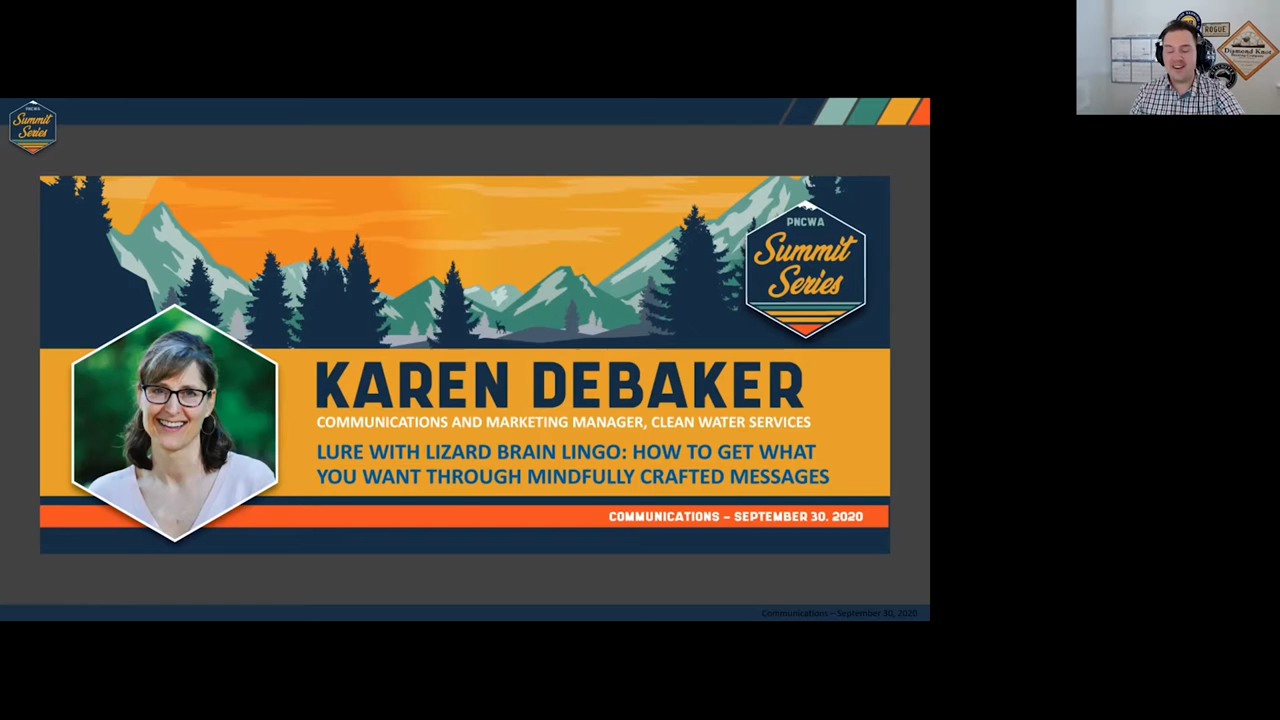 PNCWA
Summit
Series
ROGUE
Diamond Knot
PNCWA
Summit
Series
KAREN DEBAKER
COMMUNICATIONS AND MARKETING MANAGER, CLEAN WATER SERVICES
LURE WITH LIZARD BRAIN LINGO: HOW TO GET WHAT
YOU WANT THROUGH MINDFULLY CRAFTED MESSAGES
COMMUNICATIONS – SEPTEMBER 30, 2020
Communications – September 30, 2020